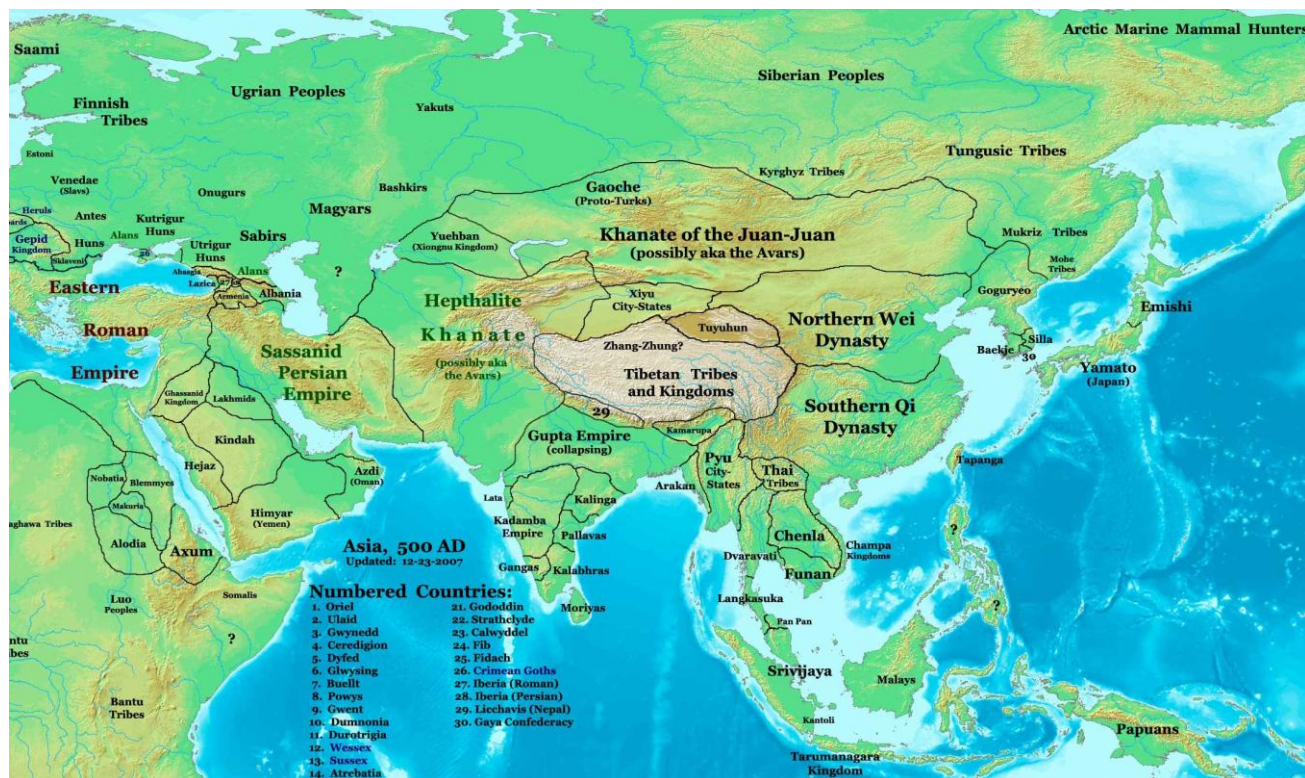 Saami
Arctic Marine Mammal Hunters
Siberian Peoples
Ugrian Peoples
Finnish
Tribes
Yakuts
Estoni
Tungusic Tribes
Kyrghyz Tribes
Venedae
(Slavs)
Onugurs
Bashkirs
Gaoche
(Proto-Turks)
Magyars
Heruls
Antes
Kutrigur
Huns
Alans
Sabirs
Yuehban
(Xiongnu Kingdom)
Khanate of the Juan-Juan
(possibly aka the Avars)
Mukriz Tribes
Mohe
Tribes
Gepid
Kingdom
Huns
Sklaveni
26
Utrigur
Huns
Alans
?
Abasgia
Lazica
Armenia
Albania
Goguryeo
Emishi
Eastern
Roman
Empire
Hepthalite
Khanate
(possibly aka
the Avars)
Xiyu
City-States
Tuyuhun
Northern Wei
Dynasty
Silla
Baekje
30
Yamato
(Japan)
Zhang-Zhung?
Tibetan Tribes
and Kingdoms
Sassanid
Persian
Empire
Ghassanid
Kingdom
Lakhmids
29
Kamarupa
Southern Qi
Dynasty
Gupta Empire
(collapsing)
Kindah
Hejaz
Azdi
(Oman)
Pyu
City-
States
Thai
Tribes
Tapanga
Nobatia
Blemmyes
Makuria
Lata
Kalinga
Arakan
Himyar
(Yemen)
Kadamba
Empire
Pallavas
Chenla
Champa
Kingdoms
?
aghawa Tribes
Alodia
Axum
Asia, 500 AD
Updated: 12-23-2007
Gangas
Kalabhras
Dvaravati
Funan
Langkasuka
Luo
Peoples
Somalis
Moriyas
Pan Pan
?
?
Srivijaya
Malays
Kantoli
Bantu
Tribes
Papuans
Tarumanagara
Kingdom
Numbered Countries:
1. Oriel
2. Ulaid
3. Gwynedd
4. Ceredigion
5. Dyfed
6. Glwysing
7. Buellt
8. Powys
9. Gwent
10. Dumnonia
11. Durotrigia
12. Wessex
13. Sussex
14. Atrebatia
21. Gododdin
22. Strathclyde
23. Calwyddel
24. Fib
25. Fidach
26. Crimean Goths
27. Iberia (Roman)
28. Iberia (Persian)
29. Licchavis (Nepal)
30. Gaya Confederacy